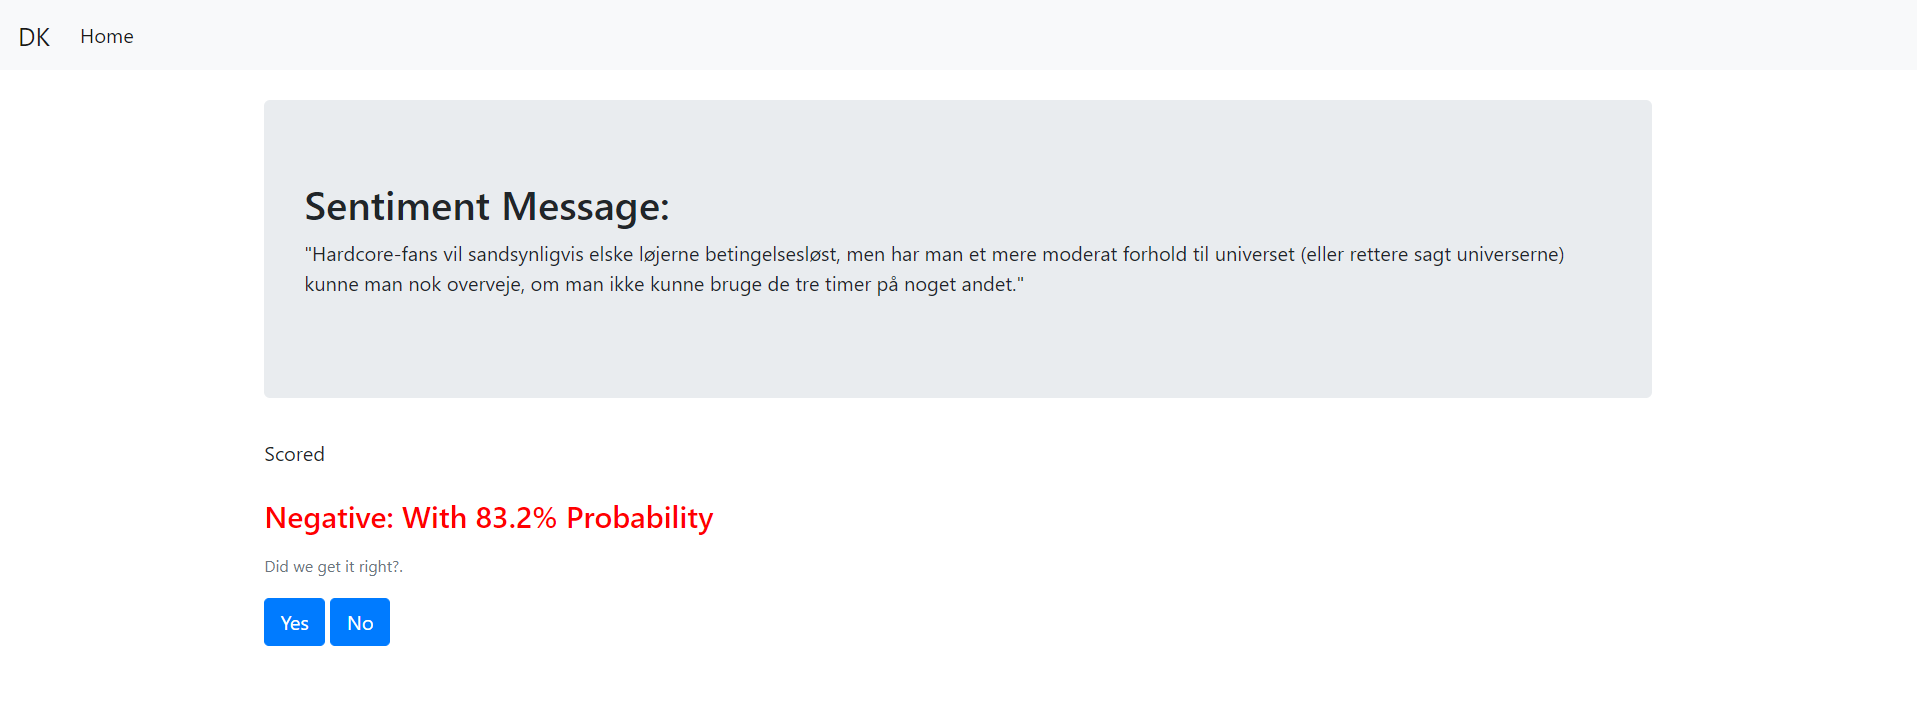 DK Home
Sentiment Message:
"Hardcore-fans vil sandsynligvis elske løjerne betingelsesløst, men har man et mere moderat forhold til universet (eller rettere sagt universerne)
kunne man nok overveje, om man ikke kunne bruge de tre timer på noget andet."
Scored
Negative: With 83.2% Probability
Did we get it right?.
Yes No